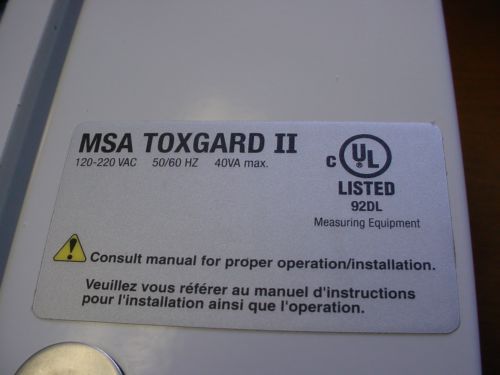 MSA TOXGARD II
120-220 VAC 50/60 HZ 40VA max.
C UL
LISTED
92DL
Measuring Equipment
Consult manual for proper operation/installation.
Veuillez vous référer au manuel d'instructions
pour l'installation ainsi que l'operation.